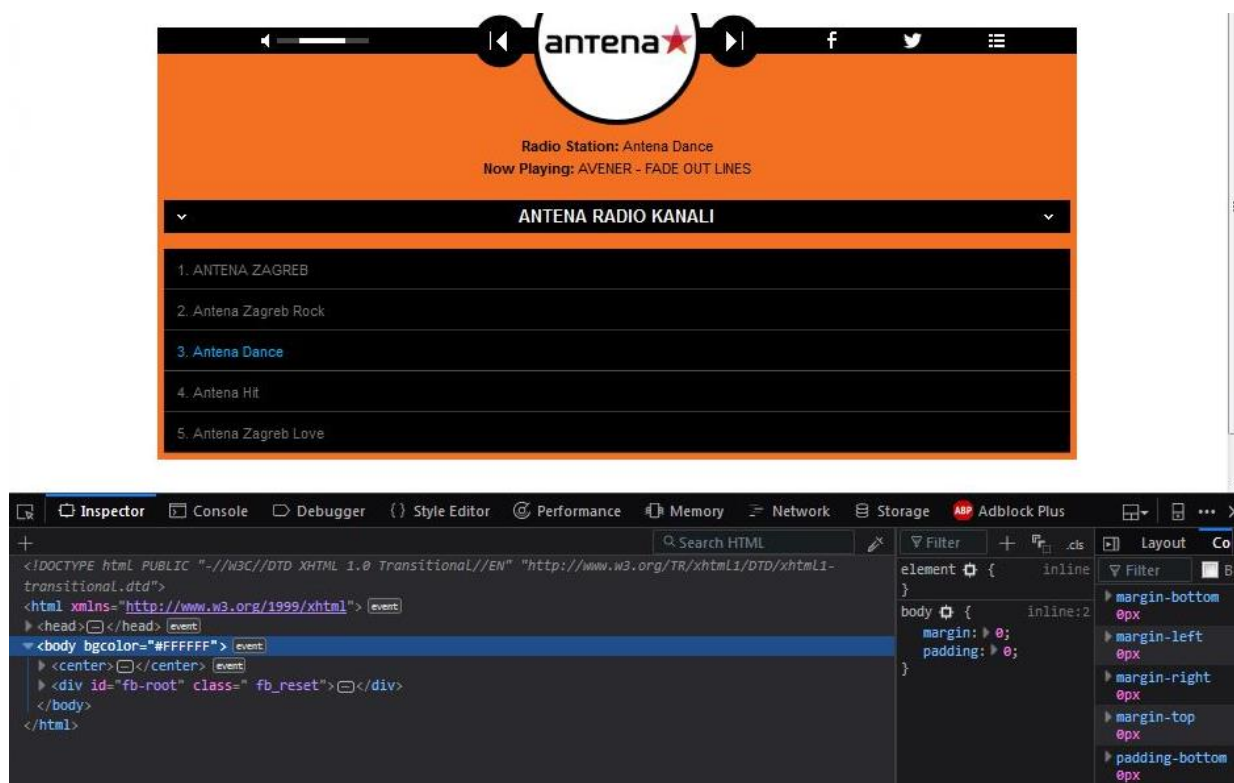 antena
Radio Station: Antena Dance
Now Playing: AVENER - FADE OUT LINES
ANTENA RADIO KANALI
1. ANTENA ZAGREB
2. Antena Zagreb Rock
3. Antena Dance
4. Antena Hit
5. Antena Zagreb Love
Inspector Console Debugger {} Style Editor Performance Memory Network Storage ABP Adblock Plus
+ Search HTML
<!DOCTYPE html PUBLIC "-//W3C//DTD XHTML 1.0 Transitional//EN" "http://www.w3.org/TR/xhtml1/DTD/xhtml1-
transitional.dtd">
<html xmlns="http://www.w3.org/1999/xhtml"> event
<head></head> event
<body bgcolor="#FFFFFF"> event
<center></center> event
<div id="fb-root" class=" fb_reset"></div>
</body>
</html>
Filter + .cls
element { inline
}
body { inline:2
margin: 0;
padding: 0;
}
Layout Co
Filter B
margin-bottom
0px
margin-left
0px
margin-right
0px
margin-top
0px
padding-bottom
0px